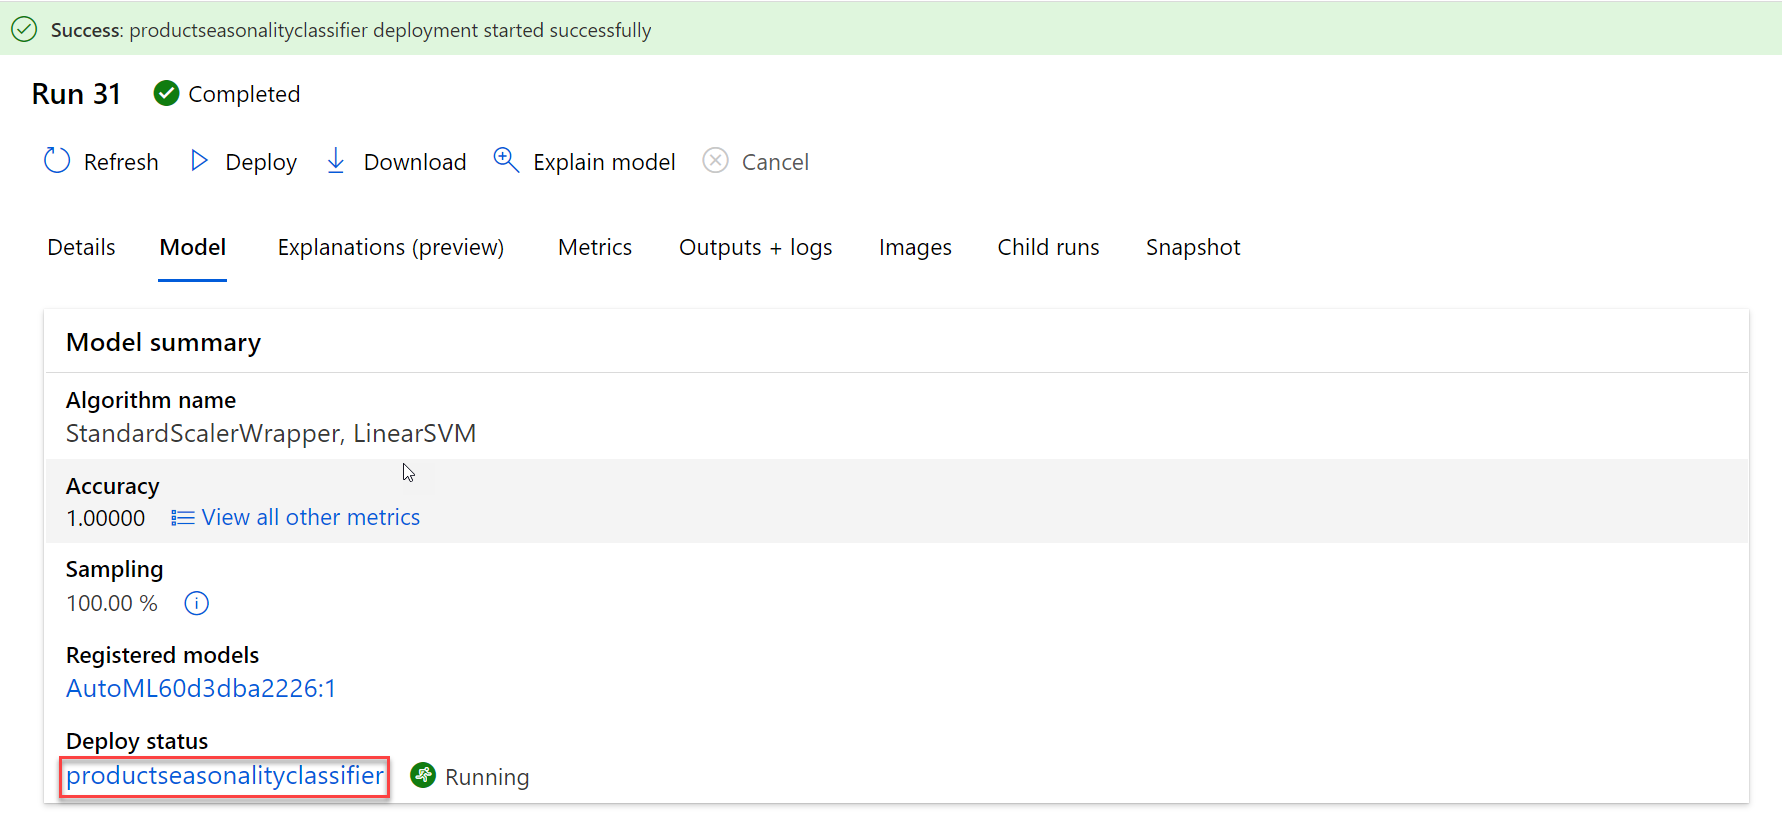 Success: productseasonalityclassifier deployment started successfully
Run 31 Completed
Refresh Deploy Download Explain model Cancel
Details Model Explanations (preview) Metrics Outputs + logs Images Child runs Snapshot
Model summary
Algorithm name
StandardScalerWrapper, LinearSVM
Accuracy
1.00000 View all other metrics
Sampling
100.00 %
Registered models
AutoML60d3dba2226:1
Deploy status
productseasonalityclassifier Running